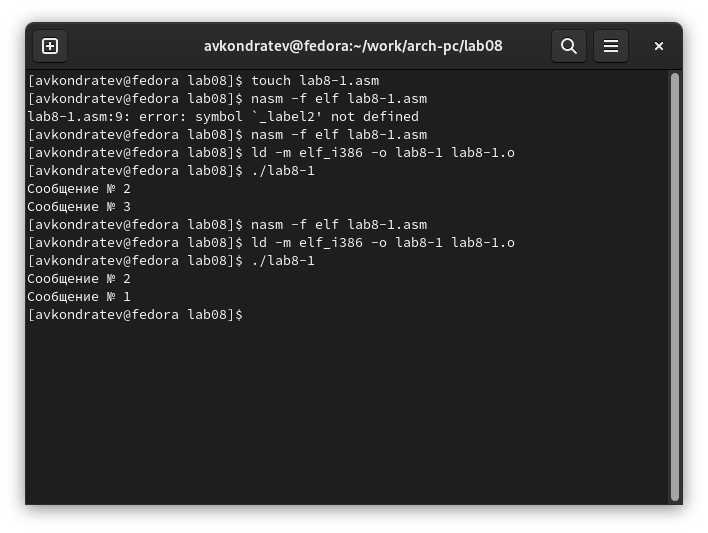 avkondratev@fedora:~/work/arch-pc/lab08
[avkondratev@fedora lab08]$ touch lab8-1.asm
[avkondratev@fedora lab08]$ nasm -f elf lab8-1.asm
lab8-1.asm:9: error: symbol `_label2' not defined
[avkondratev@fedora lab08]$ nasm -f elf lab8-1.asm
[avkondratev@fedora lab08]$ ld -m elf_i386 -o lab8-1 lab8-1.o
[avkondratev@fedora lab08]$ ./lab8-1
Сообщение № 2
Сообщение № 3
[avkondratev@fedora lab08]$ nasm -f elf lab8-1.asm
[avkondratev@fedora lab08]$ ld -m elf_i386 -o lab8-1 lab8-1.o
[avkondratev@fedora lab08]$ ./lab8-1
Сообщение № 2
Сообщение № 1
[avkondratev@fedora lab08]$